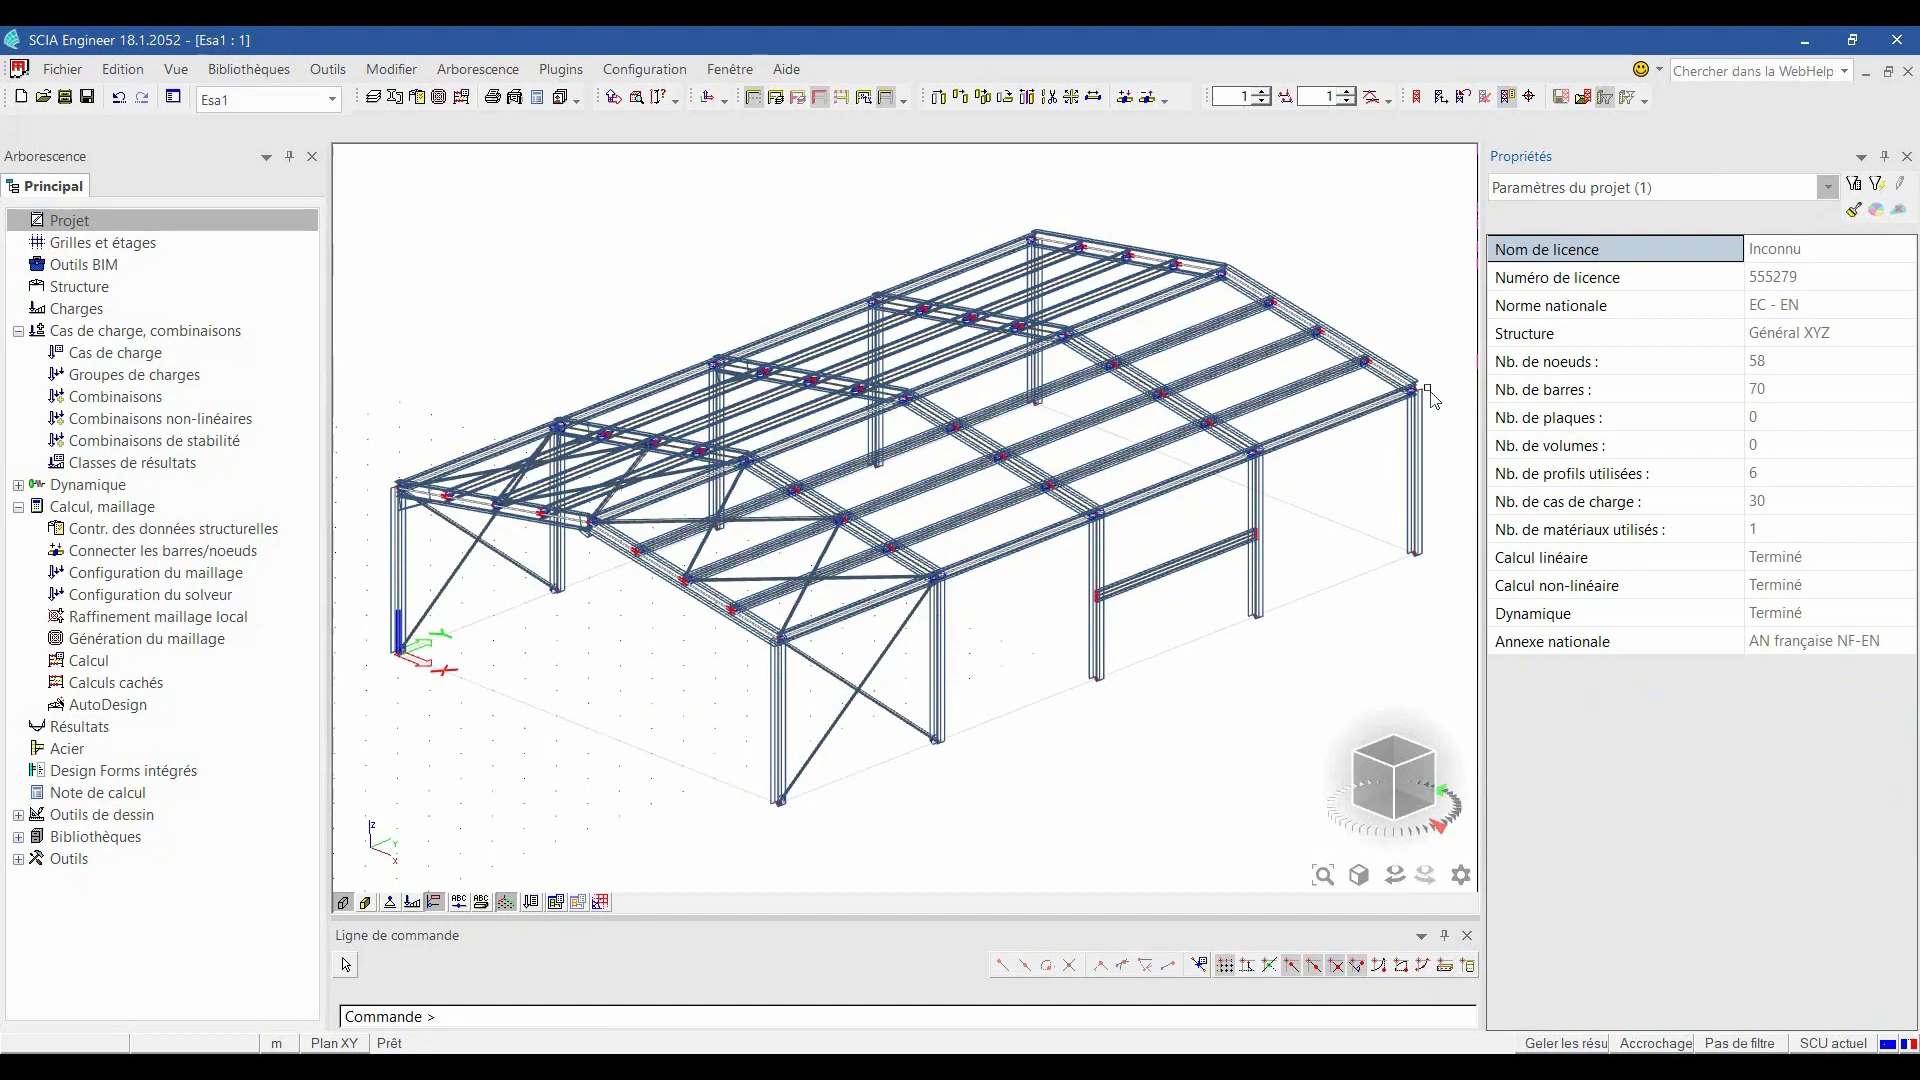 SCIA Engineer 18.1.2052 - [Esa1 : 1]
Fichier Edition Vue Bibliothèques Outils Modifier Arborescence Plugins Configuration Fenêtre Aide
Chercher dans la WebHelp
Esa1
1 1
Arborescence
Principal
Projet
Grilles et étages
Outils BIM
Structure
Charges
Cas de charge, combinaisons
Cas de charge
Groupes de charges
Combinaisons
Combinaisons non-linéaires
Combinaisons de stabilité
Classes de résultats
Dynamique
Calcul, maillage
Contr. des données structurelles
Connecter les barres/noeuds
Configuration du maillage
Configuration du solveur
Raffinement maillage local
Génération du maillage
Calcul
Calculs cachés
AutoDesign
Résultats
Acier
Design Forms intégrés
Note de calcul
Outils de dessin
Bibliothèques
Outils
Y
X
Z
Y
X
ABC ABC
Ligne de commande
Commande >
Propriétés
Paramètres du projet (1)
Nom de licence Inconnu
Numéro de licence 555279
Norme nationale EC - EN
Structure Général XYZ
Nb. de noeuds : 58
Nb. de barres : 70
Nb. de plaques : 0
Nb. de volumes : 0
Nb. de profils utilisées : 6
Nb. de cas de charge : 30
Nb. de matériaux utilisés : 1
Calcul linéaire Terminé
Calcul non-linéaire Terminé
Dynamique Terminé
Annexe nationale AN française NF-EN
m Plan XY Prêt Geler les résu Accrochage Pas de filtre SCU actuel